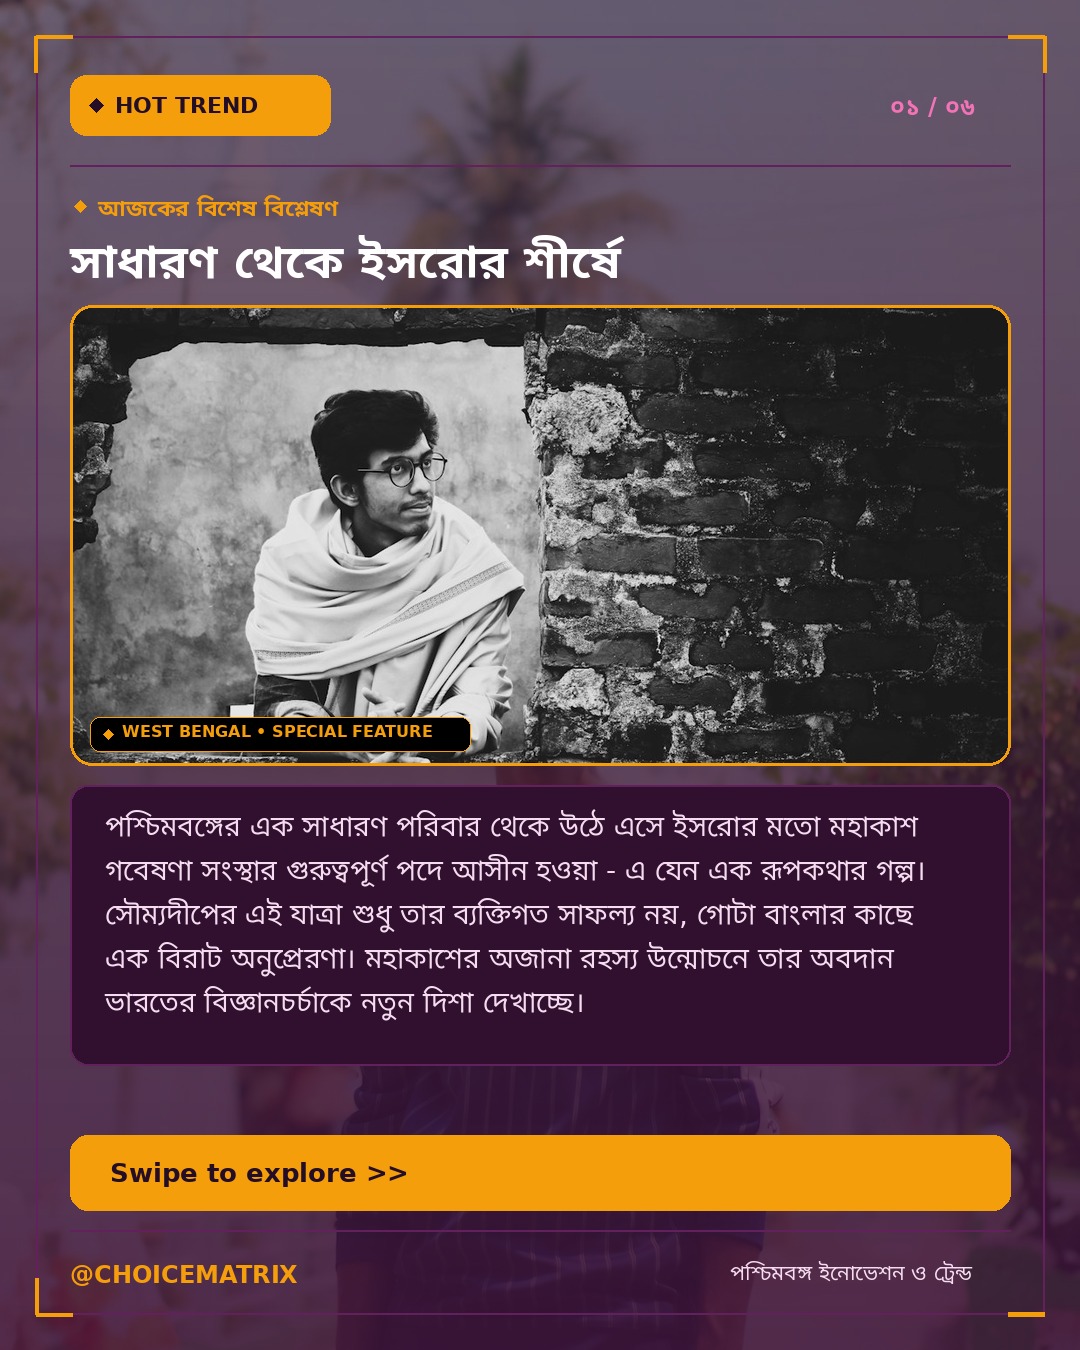 ◆ HOT TREND
০১ / ০৬
◆ আজকের বিশেষ বিশ্লেষণ
সাধারণ থেকে ইসরোর শীর্ষে
◆ WEST BENGAL • SPECIAL FEATURE
পশ্চিমবঙ্গের এক সাধারণ পরিবার থেকে উঠে এসে ইসরোর মতো মহাকাশ
গবেষণা সংস্থার গুরুত্বপূর্ণ পদে আসীন হওয়া - এ যেন এক রূপকথার গল্প।
সৌম্যদীপের এই যাত্রা শুধু তার ব্যক্তিগত সাফল্য নয়, গোটা বাংলার কাছে
এক বিরাট অনুপ্রেরণা। মহাকাশের অজানা রহস্য উন্মোচনে তার অবদান
ভারতের বিজ্ঞানচর্চাকে নতুন দিশা দেখাচ্ছে।
Swipe to explore >>
@CHOICEMATRIX
পশ্চিমবঙ্গ ইনোভেশন ও ট্রেন্ড